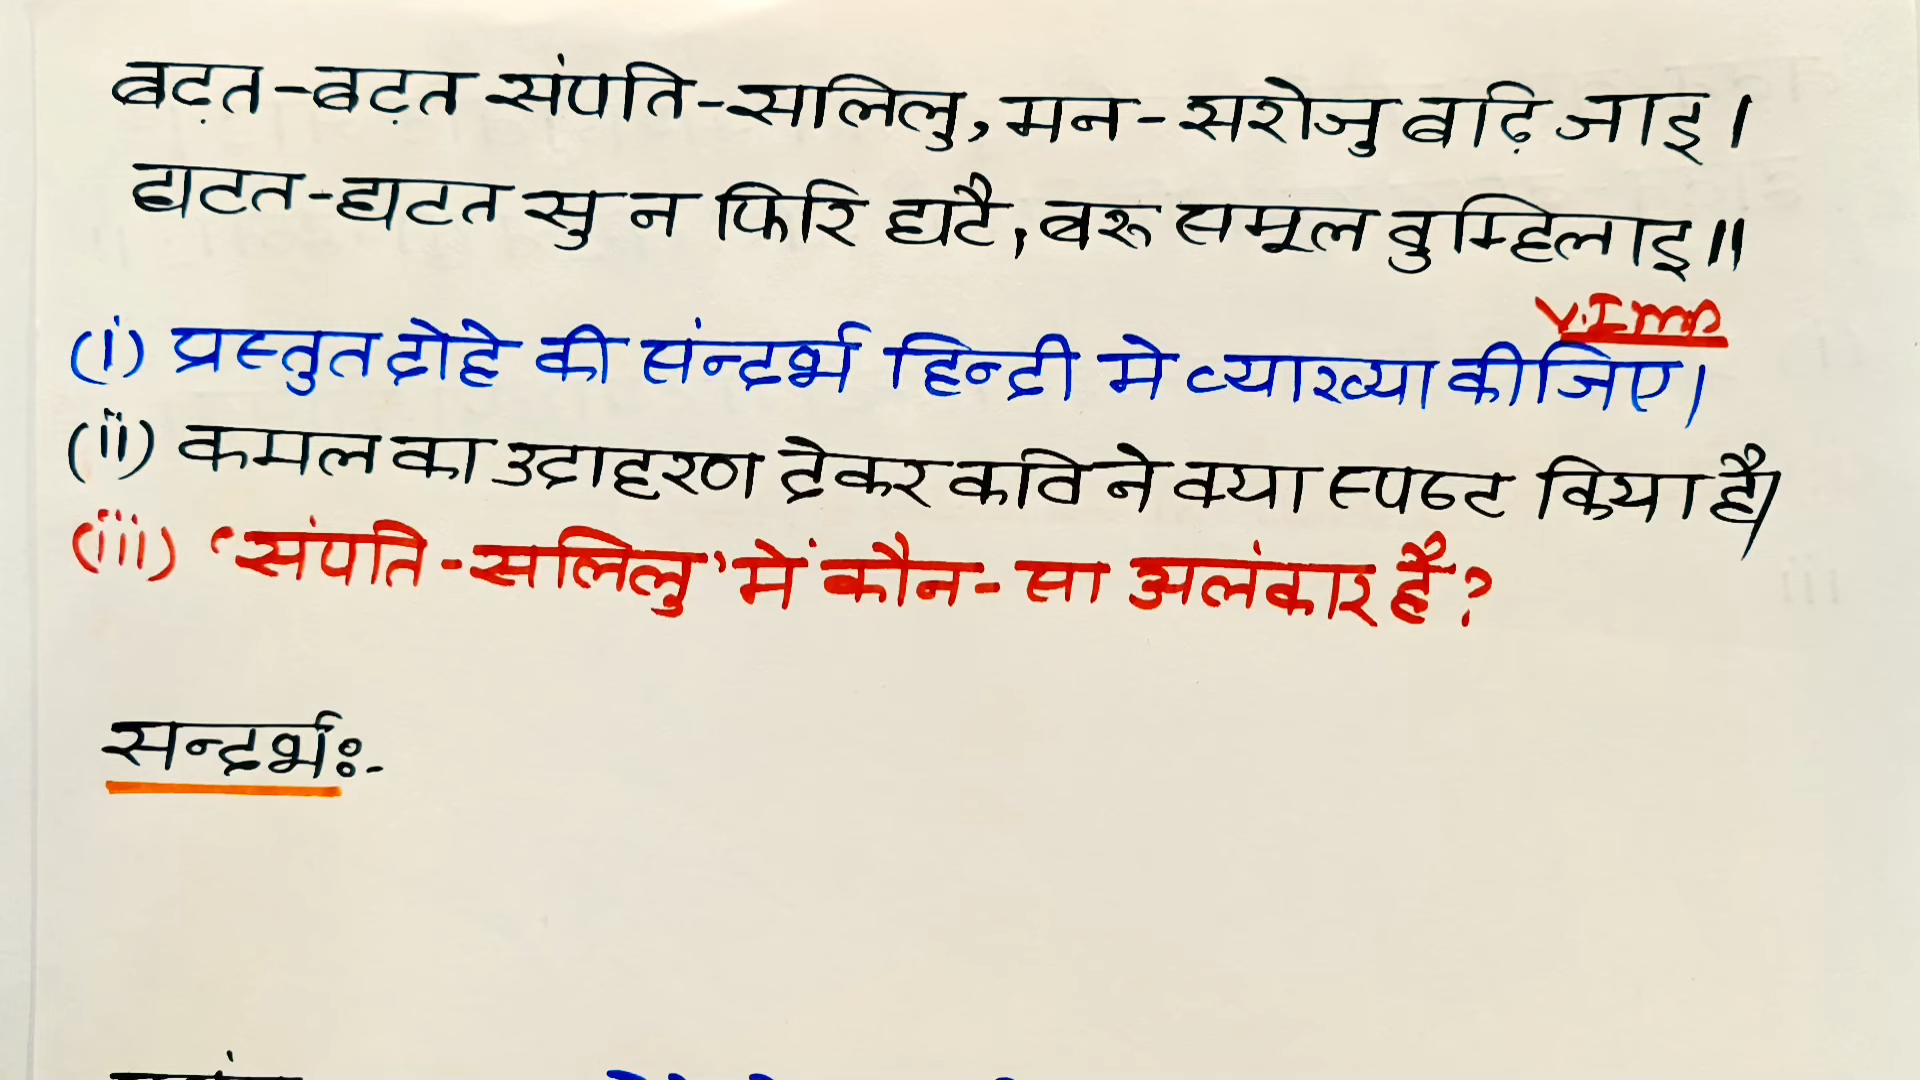 बढ़त-बढ़त संपति-सलिलु, मन-सरोजु बढ़ि जाइ।
घटत-घटत सु न फिरि घटै, बरू समूल कुम्हिलाइ॥
V.Imp
(i) प्रस्तुत दोहे की संन्दर्भ हिन्दी मे व्याख्या कीजिए।
(ii) कमल का उदाहरण देकर कवि ने क्या स्पष्ट किया है।
(iii) 'संपति-सलिलु' में कौन-सा अलंकार है?
सन्दर्भः-